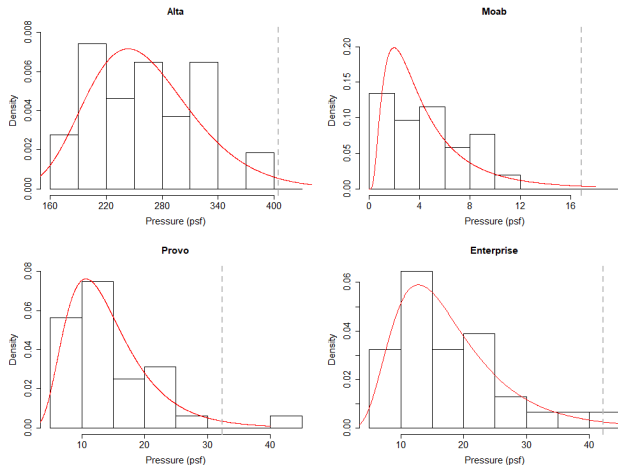 Alta
Moab
0.008
0.006
0.004
0.002
0.000
Density
160 220 280 340 400
Pressure (psf)
0.20
0.15
0.10
0.05
0.00
Density
0 4 8 12 16
Pressure (psf)
Provo
Enterprise
0.08
0.06
0.04
0.02
0.00
Density
10 20 30 40
Pressure (psf)
0.06
0.04
0.02
0.00
Density
10 20 30 40
Pressure (psf)